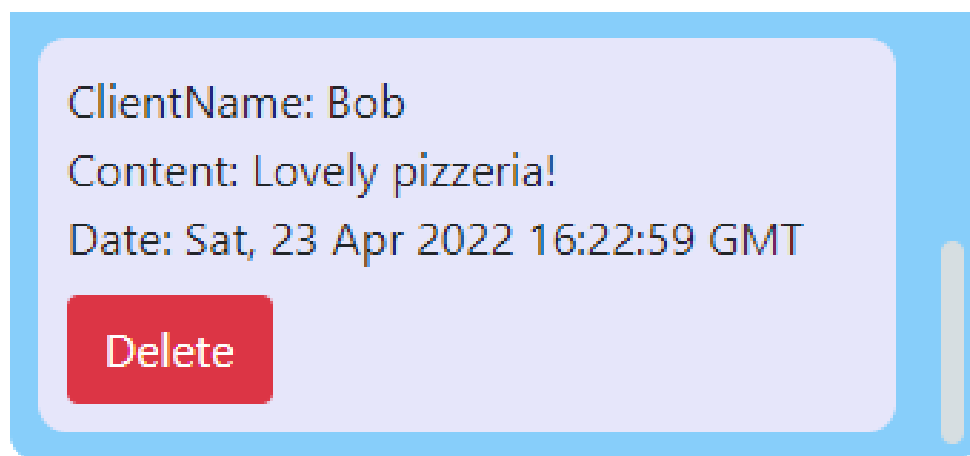 ClientName: Bob
Content: Lovely pizzeria!
Date: Sat, 23 Apr 2022 16:22:59 GMT
Delete